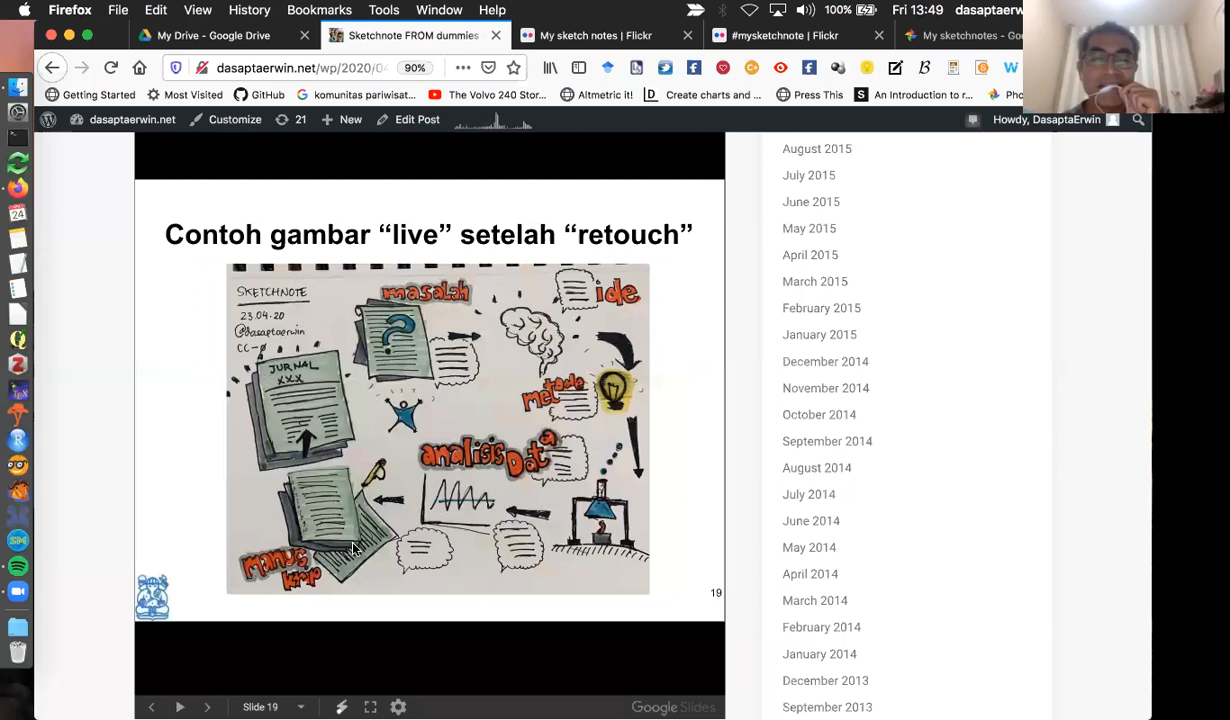 Firefox File Edit View History Bookmarks Tools Window Help 100% Fri 13:49 dasaptaerwin
My Drive - Google Drive
Sketchnote FROM dummies
My sketch notes | Flickr
#mysketchnote | Flickr
My sketchnotes - Goo
dasaptaerwin.net/wp/2020/04 90%
Getting Started Most Visited GitHub komunitas pariwisat... The Volvo 240 Stor... Altmetric it! Create charts and ... Press This An Introduction to r...
dasaptaerwin.net Customize 21 New Edit Post Howdy, DasaptaErwin
Contoh gambar “live” setelah “retouch”
SKETCHNOTE
23.04.20
@dasaptaerwin
CC-0
masalah
?
ide
JURNAL
XXX
metode
analisis Data
manus
krip
19
Slide 19
Google Slides
August 2015
July 2015
June 2015
May 2015
April 2015
March 2015
February 2015
January 2015
December 2014
November 2014
October 2014
September 2014
August 2014
July 2014
June 2014
May 2014
April 2014
March 2014
February 2014
January 2014
December 2013
September 2013